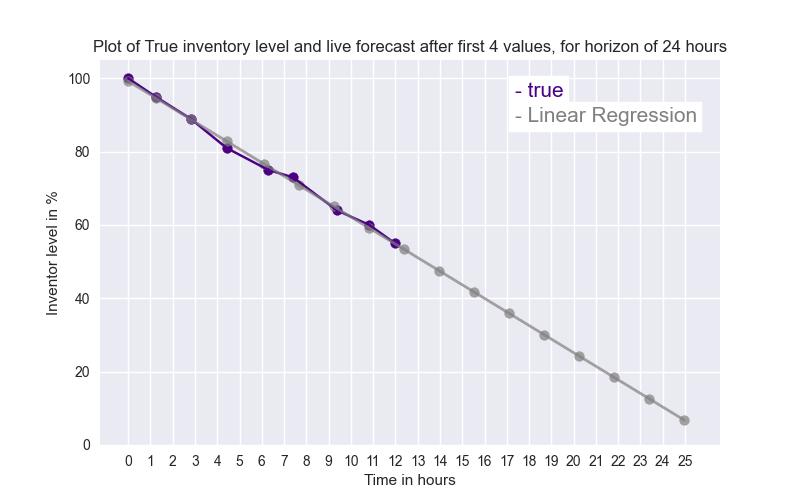 Plot of True inventory level and live forecast after first 4 values, for horizon of 24 hours
- true
- Linear Regression
100
80
60
40
20
0
Inventor level in %
0 1 2 3 4 5 6 7 8 9 10 11 12 13 14 15 16 17 18 19 20 21 22 23 24 25
Time in hours